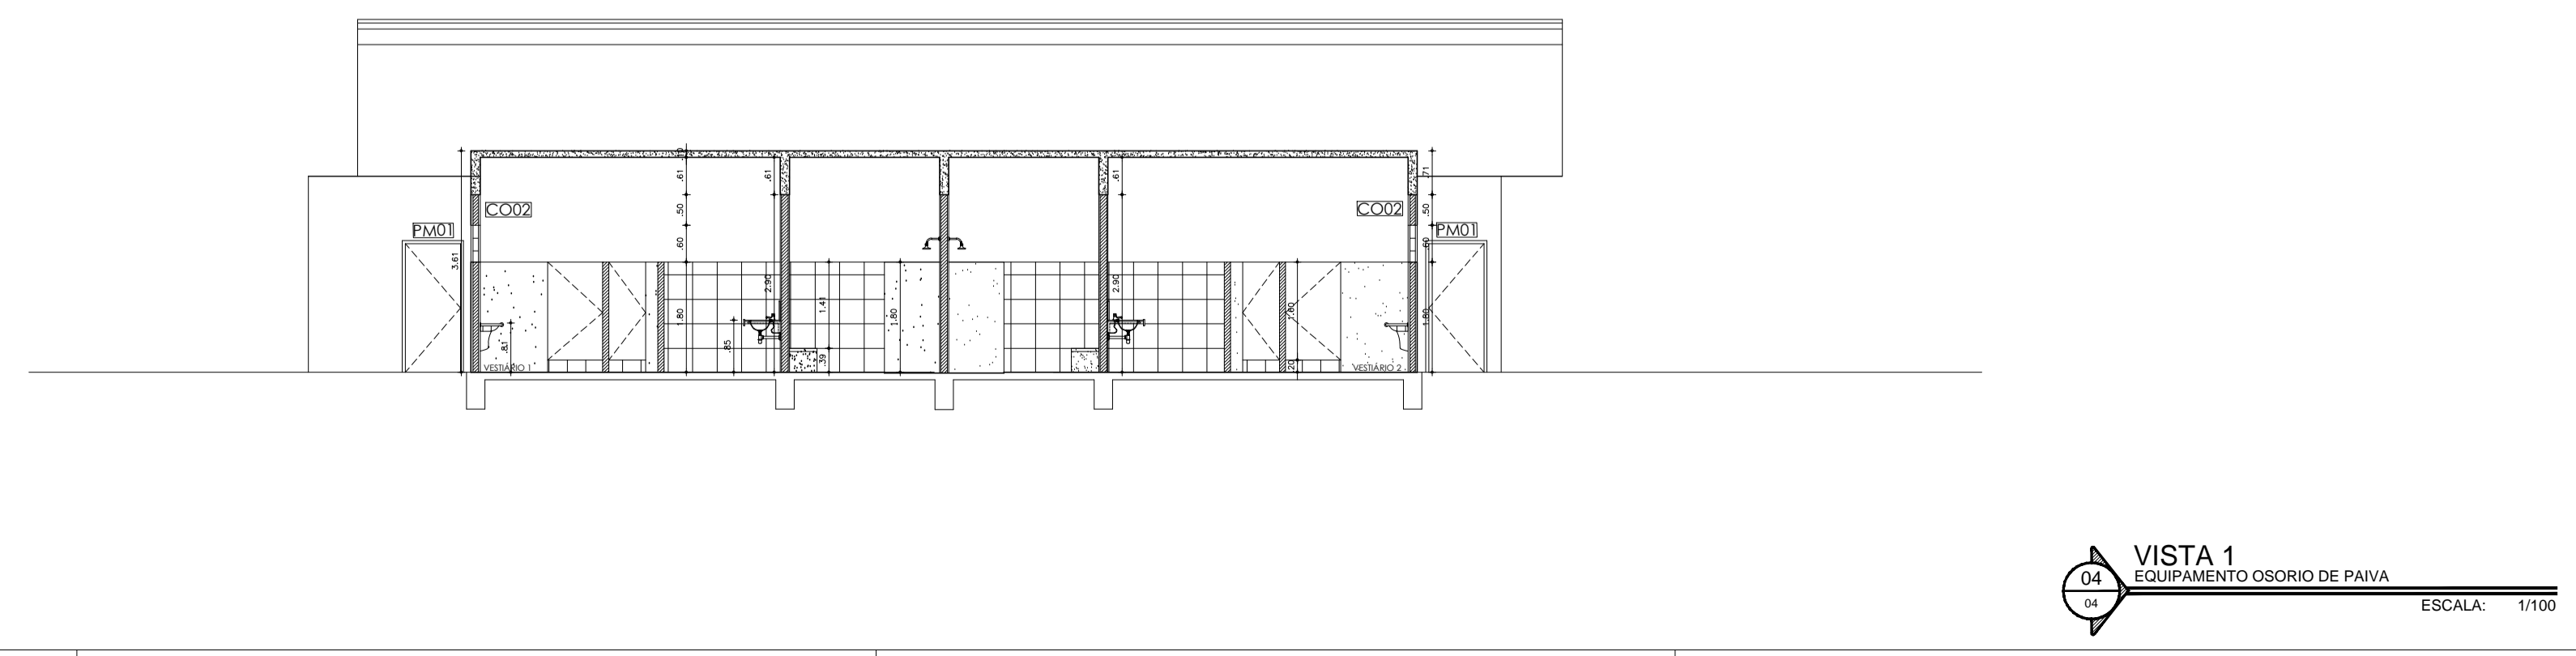 .10
.61
.61
.61
.71
CO02
.50
CO02
.50
PM01
PM01
3.61
.60
.60
2.90
2.90
1.41
1.80
1.80
1.60
1.80
.81
.85
.39
.20
VESTIÁRIO 1
VESTIÁRIO 2
VISTA 1
04
EQUIPAMENTO OSORIO DE PAIVA
04
ESCALA: 1/100